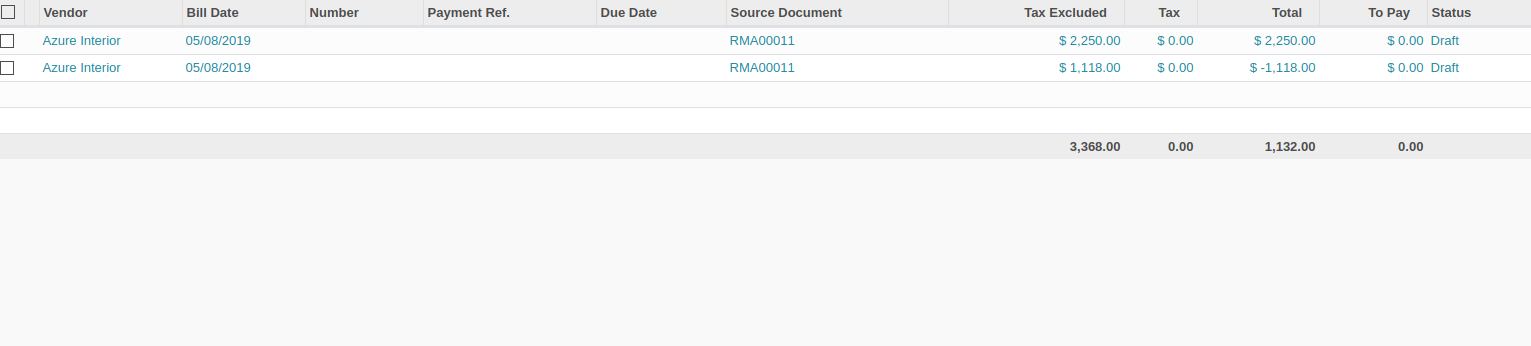 Vendor Bill Date Number Payment Ref. Due Date Source Document Tax Excluded Tax Total To Pay Status
Azure Interior 05/08/2019 RMA00011 $ 2,250.00 $ 0.00 $ 2,250.00 $ 0.00 Draft
Azure Interior 05/08/2019 RMA00011 $ 1,118.00 $ 0.00 $ -1,118.00 $ 0.00 Draft
3,368.00 0.00 1,132.00 0.00